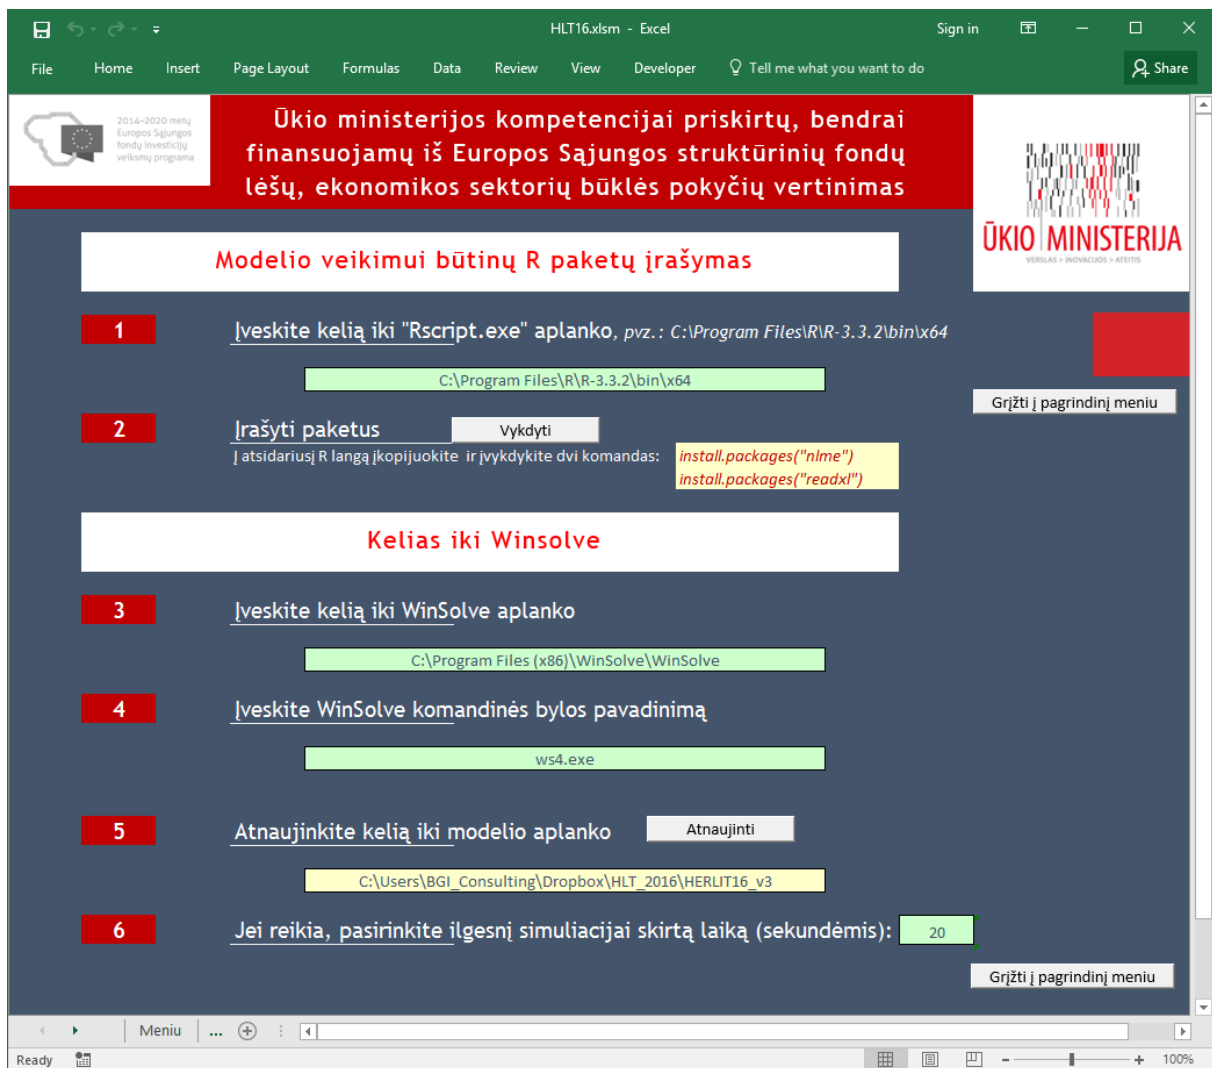 HLT16.xlsm - Excel
Sign in
File Home Insert Page Layout Formulas Data Review View Developer Tell me what you want to do Share
2014–2020 metų
Europos Sąjungos
fondų investicijų
veiksmų programa
Ūkio ministerijos kompetencijai priskirtų, bendrai
finansuojamų iš Europos Sąjungos struktūrinių fondų
lėšų, ekonomikos sektorių būklės pokyčių vertinimas
ŪKIO MINISTERIJA
VERSLAS > INOVACIJOS > ATEITIS
Modelio veikimui būtinų R paketų įrašymas
1 Įveskite kelią iki "Rscript.exe" aplanko, pvz.: C:\Program Files\R\R-3.3.2\bin\x64
C:\Program Files\R\R-3.3.2\bin\x64
Grįžti į pagrindinį meniu
2 Įrašyti paketus Vykdyti
Į atsidariusį R langą įkopijuokite ir įvykdykite dvi komandas: install.packages("nlme")
install.packages("readxl")
Kelias iki Winsolve
3 Įveskite kelią iki WinSolve aplanko
C:\Program Files (x86)\WinSolve\WinSolve
4 Įveskite WinSolve komandinės bylos pavadinimą
ws4.exe
5 Atnaujinkite kelią iki modelio aplanko Atnaujinti
C:\Users\BGI_Consulting\Dropbox\HLT_2016\HERLIT16_v3
6 Jei reikia, pasirinkite ilgesnį simuliacijai skirtą laiką (sekundėmis): 20
Grįžti į pagrindinį meniu
Meniu ...
Ready 100%